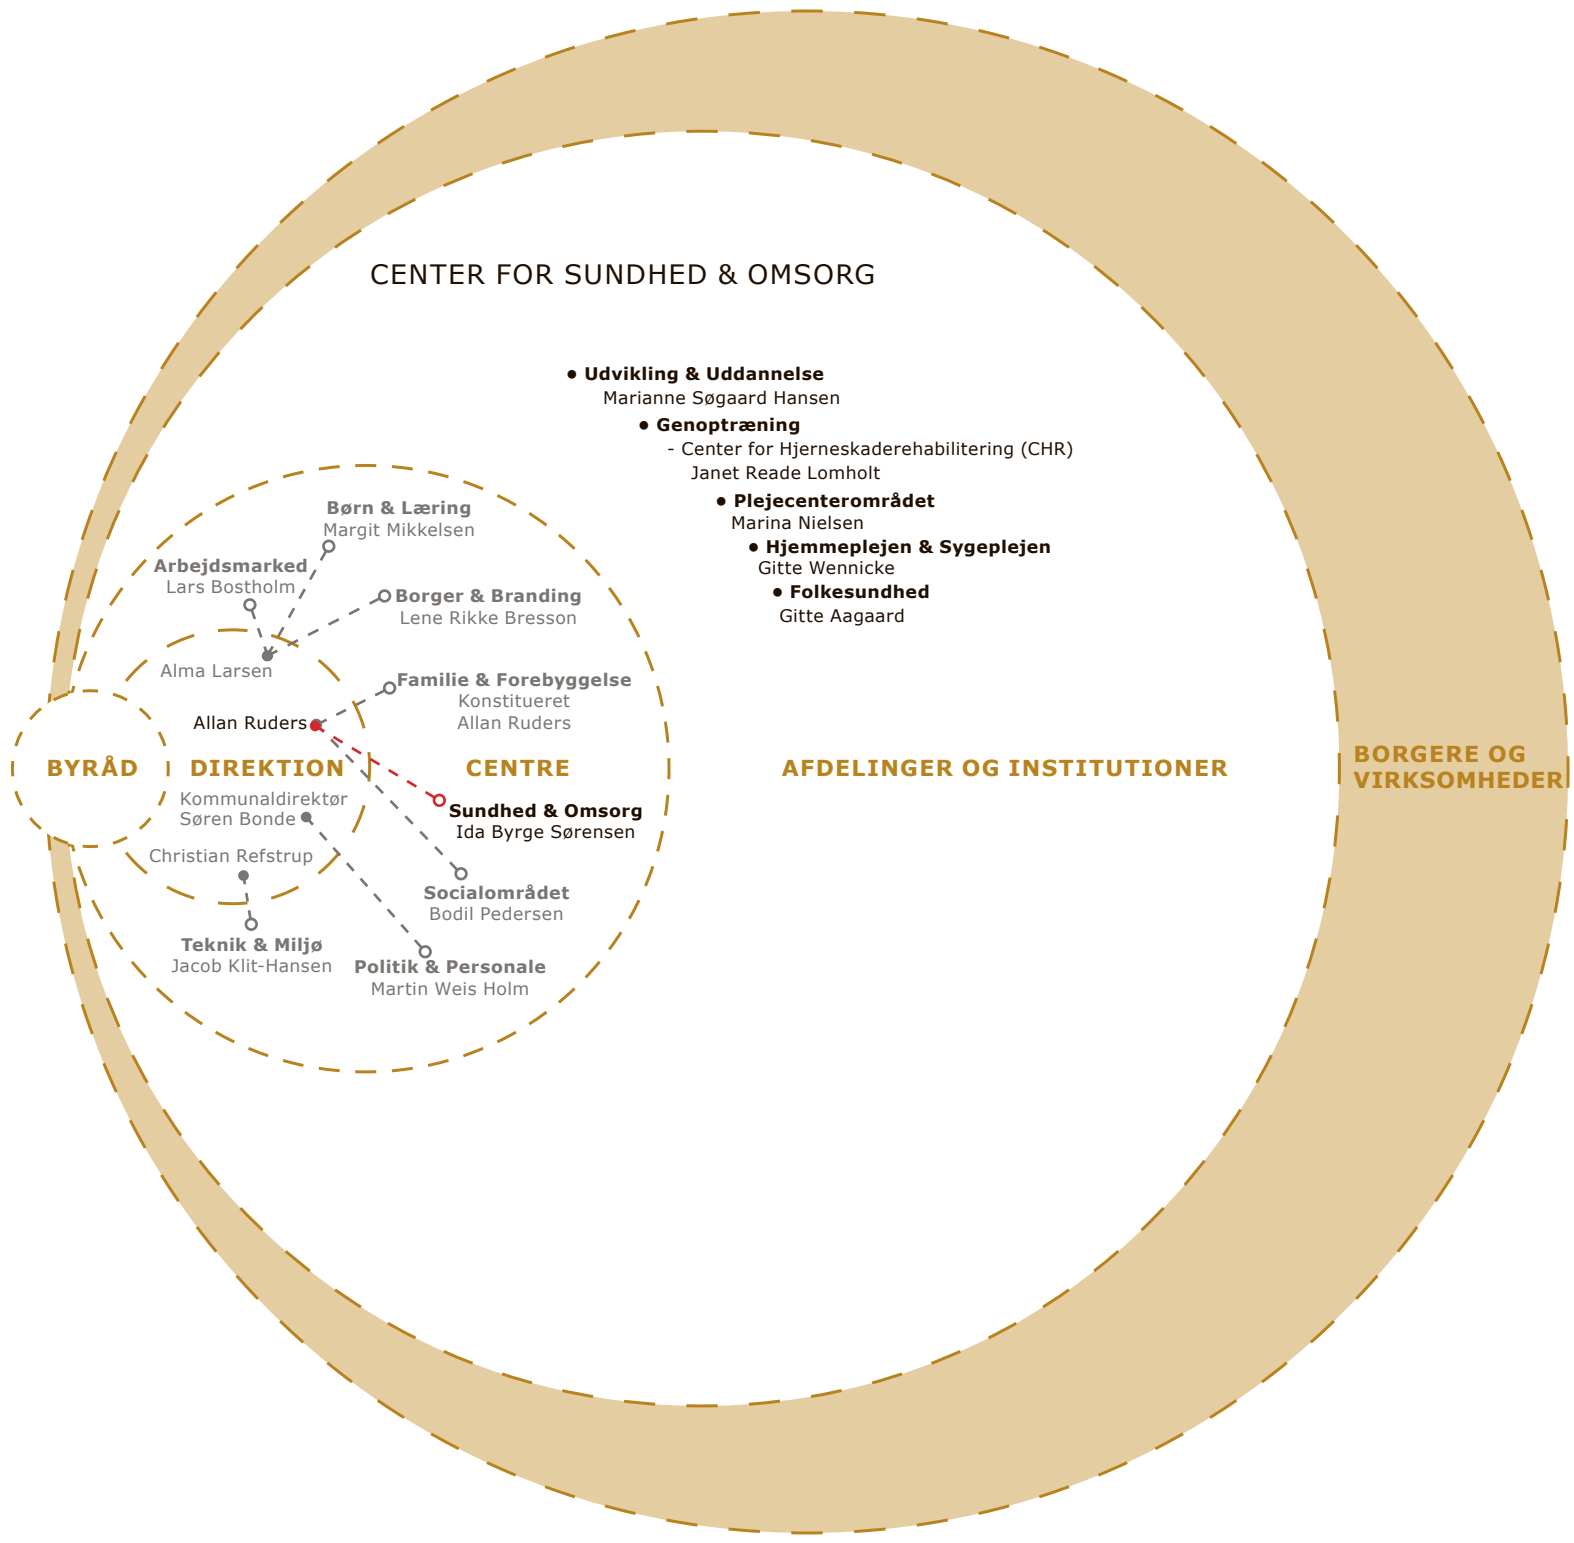 CENTER FOR SUNDHED & OMSORG
• Udvikling & Uddannelse
Marianne Søgaard Hansen
• Genoptræning
- Center for Hjerneskaderehabilitering (CHR)
Janet Reade Lomholt
• Plejecenterområdet
Marina Nielsen
• Hjemmeplejen & Sygeplejen
Gitte Wennicke
• Folkesundhed
Gitte Aagaard
Børn & Læring
Margit Mikkelsen
Arbejdsmarked
Lars Bostholm
Borger & Branding
Lene Rikke Bresson
Alma Larsen
Familie & Forebyggelse
Konstitueret
Allan Ruders
Allan Ruders
BYRÅD
DIREKTION
CENTRE
AFDELINGER OG INSTITUTIONER
BORGERE OG
VIRKSOMHEDER
Kommunaldirektør
Søren Bonde
Sundhed & Omsorg
Ida Byrge Sørensen
Christian Refstrup
Socialområdet
Bodil Pedersen
Teknik & Miljø
Jacob Klit-Hansen
Politik & Personale
Martin Weis Holm